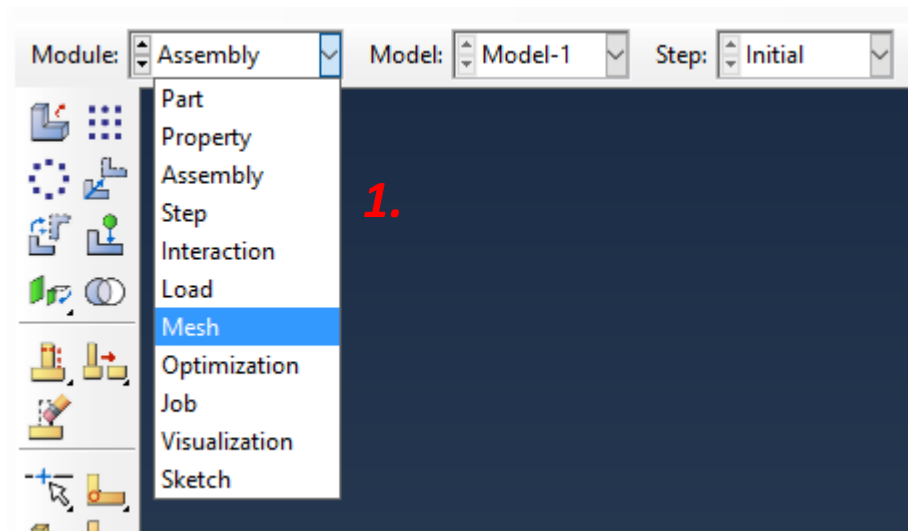 Module: Assembly Model: Model-1 Step: Initial
Part
Property
Assembly
Step
Interaction
Load
Mesh
Optimization
Job
Visualization
Sketch
1.